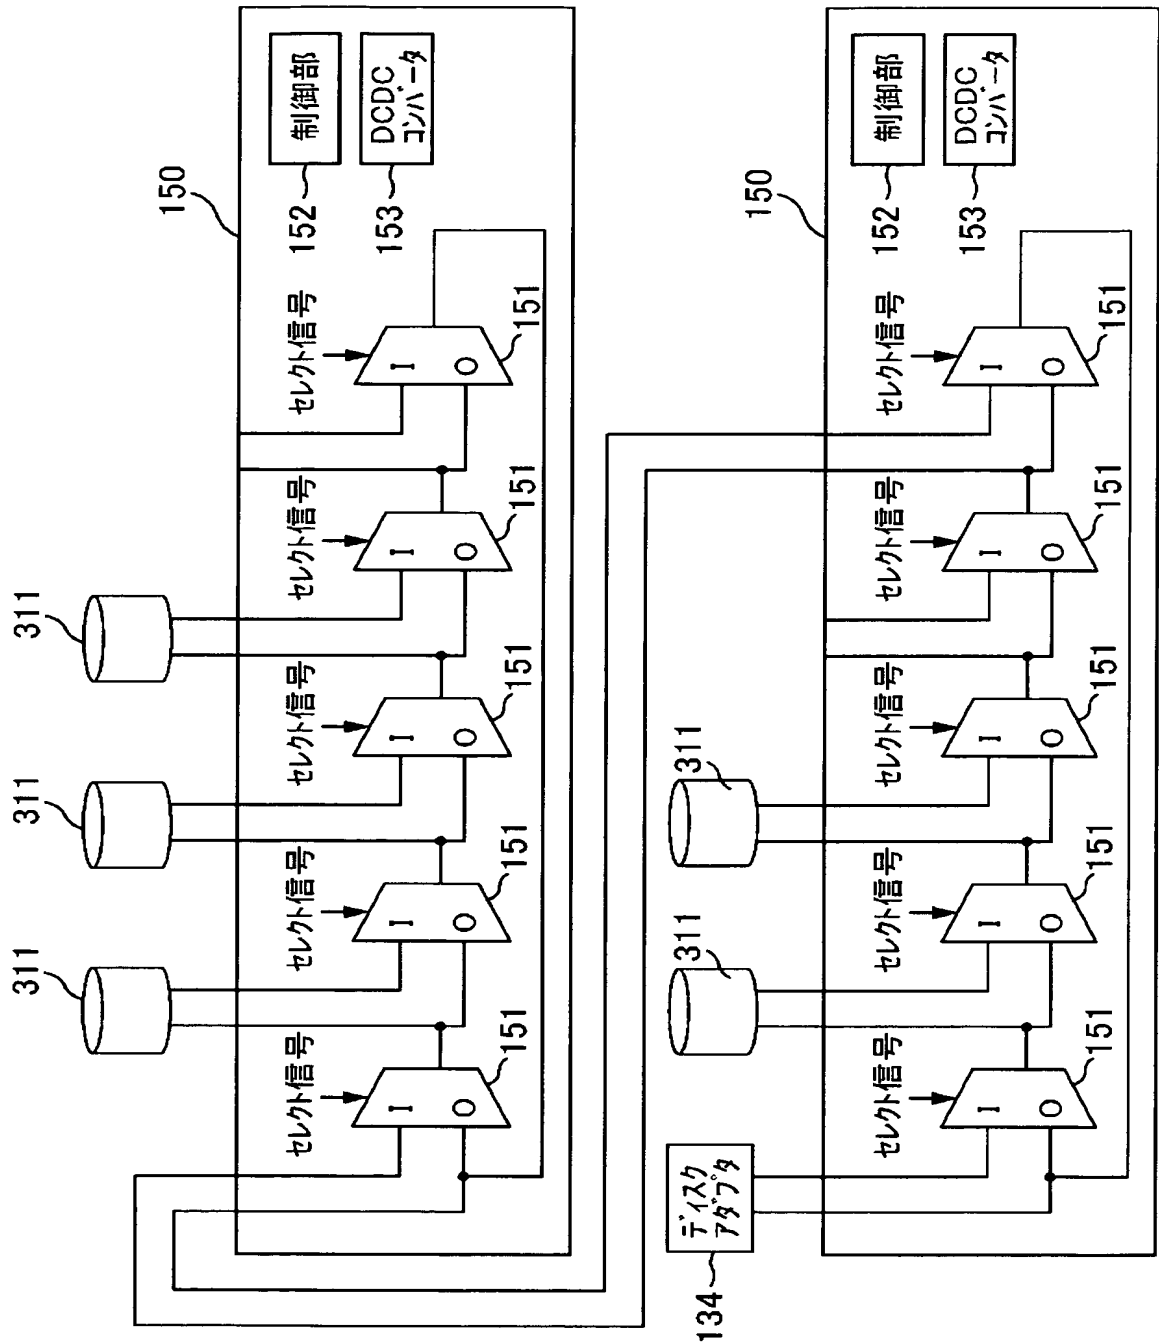 311
311
311
150
セレクト信号
セレクト信号
セレクト信号
セレクト信号
セレクト信号
152
制御部
153
DCDC
コンバータ
I
O
151
I
O
151
I
O
151
I
O
151
I
O
151
134
ディスク
アダプタ
311
311
150
セレクト信号
セレクト信号
セレクト信号
セレクト信号
セレクト信号
152
制御部
153
DCDC
コンバータ
I
O
151
I
O
151
I
O
151
I
O
151
I
O
151